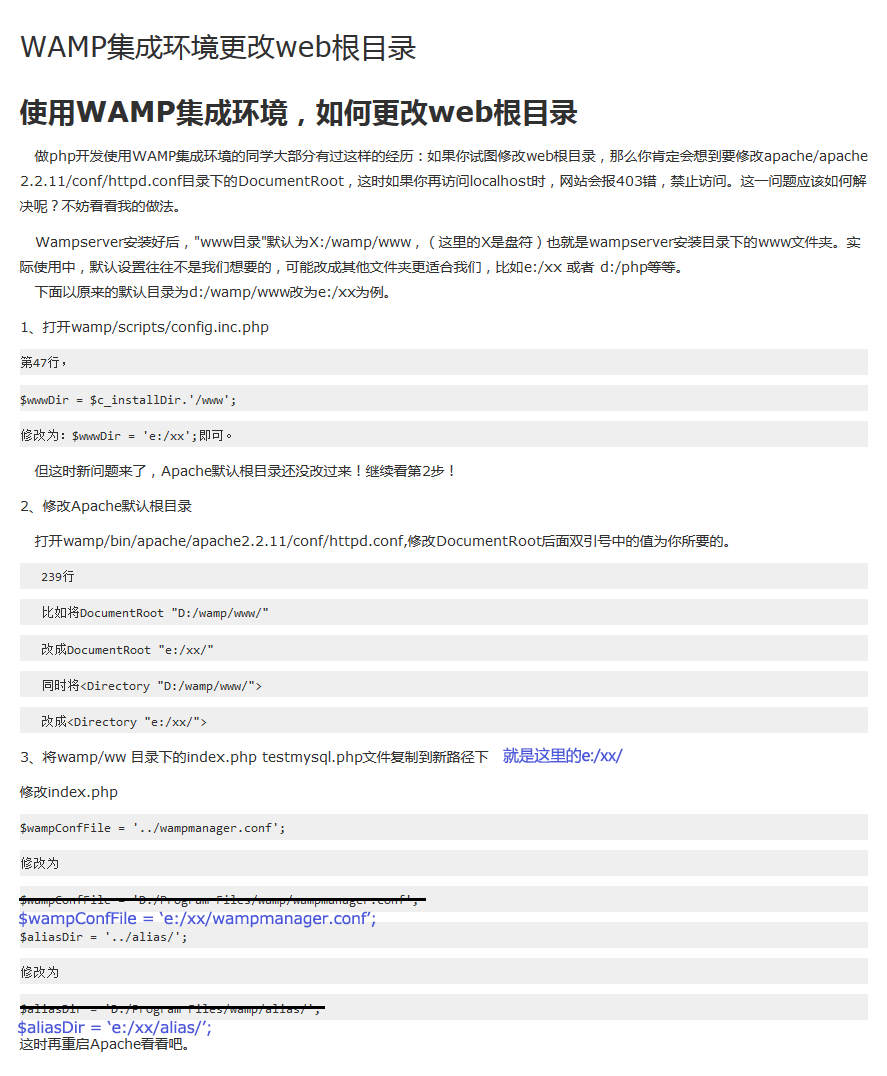 WAMP集成环境更改web根目录
使用WAMP集成环境，如何更改web根目录
做php开发使用WAMP集成环境的同学大部分有过这样的经历：如果你试图修改web根目录，那么你肯定会想到要修改apache/apache
2.2.11/conf/httpd.conf目录下的DocumentRoot，这时如果你再访问localhost时，网站会报403错，禁止访问。这一问题应该如何解
决呢？不妨看看我的做法。
Wampserver安装好后，"www目录"默认为X:/wamp/www，（这里的X是盘符）也就是wampserver安装目录下的www文件夹。实
际使用中，默认设置往往不是我们想要的，可能改成其他文件夹更适合我们，比如e:/xx 或者 d:/php等等。
下面以原来的默认目录为d:/wamp/www改为e:/xx为例。
1、打开wamp/scripts/config.inc.php
第47行，
$wwwDir = $c_installDir.'/www';
修改为：$wwwDir = 'e:/xx';即可。
但这时新问题来了，Apache默认根目录还没改过来！继续看第2步！
2、修改Apache默认根目录
打开wamp/bin/apache/apache2.2.11/conf/httpd.conf,修改DocumentRoot后面双引号中的值为你所要的。
239行
比如将DocumentRoot "D:/wamp/www/"
改成DocumentRoot "e:/xx/"
同时将<Directory "D:/wamp/www/">
改成<Directory "e:/xx/">
3、将wamp/ww 目录下的index.php testmysql.php文件复制到新路径下 就是这里的e:/xx/
修改index.php
$wampConfFile = '../wampmanager.conf';
修改为
$wampConfFile = 'D:/Program Files/wamp/wampmanager.conf';
$wampConfFile = ‘e:/xx/wampmanager.conf’;
$aliasDir = '../alias/';
修改为
$aliasDir = 'D:/Program Files/wamp/alias/';
$aliasDir = ‘e:/xx/alias/’;
这时再重启Apache看看吧。